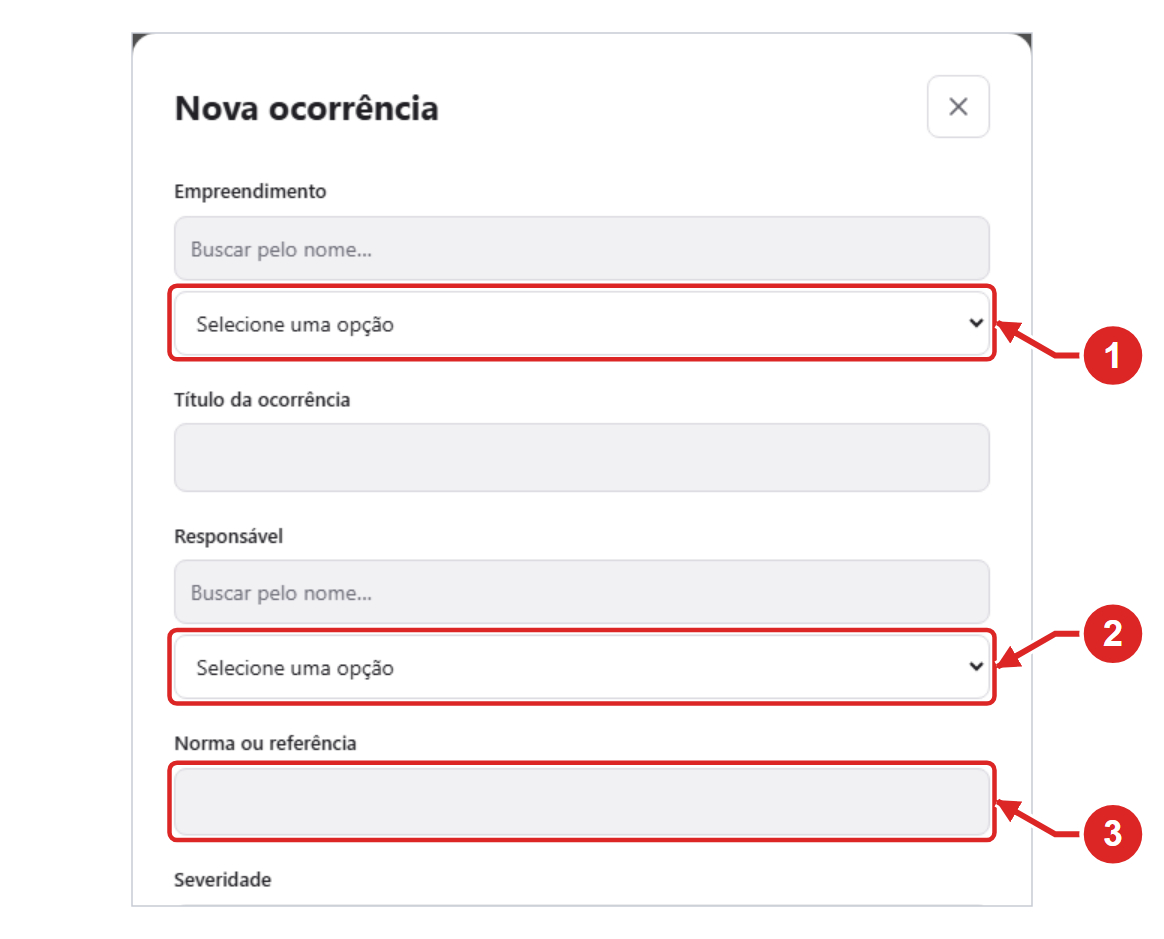 Nova ocorrência
Empreendimento
Buscar pelo nome...
Selecione uma opção
1
Título da ocorrência
Responsável
Buscar pelo nome...
2
Selecione uma opção
Norma ou referência
3
Severidade